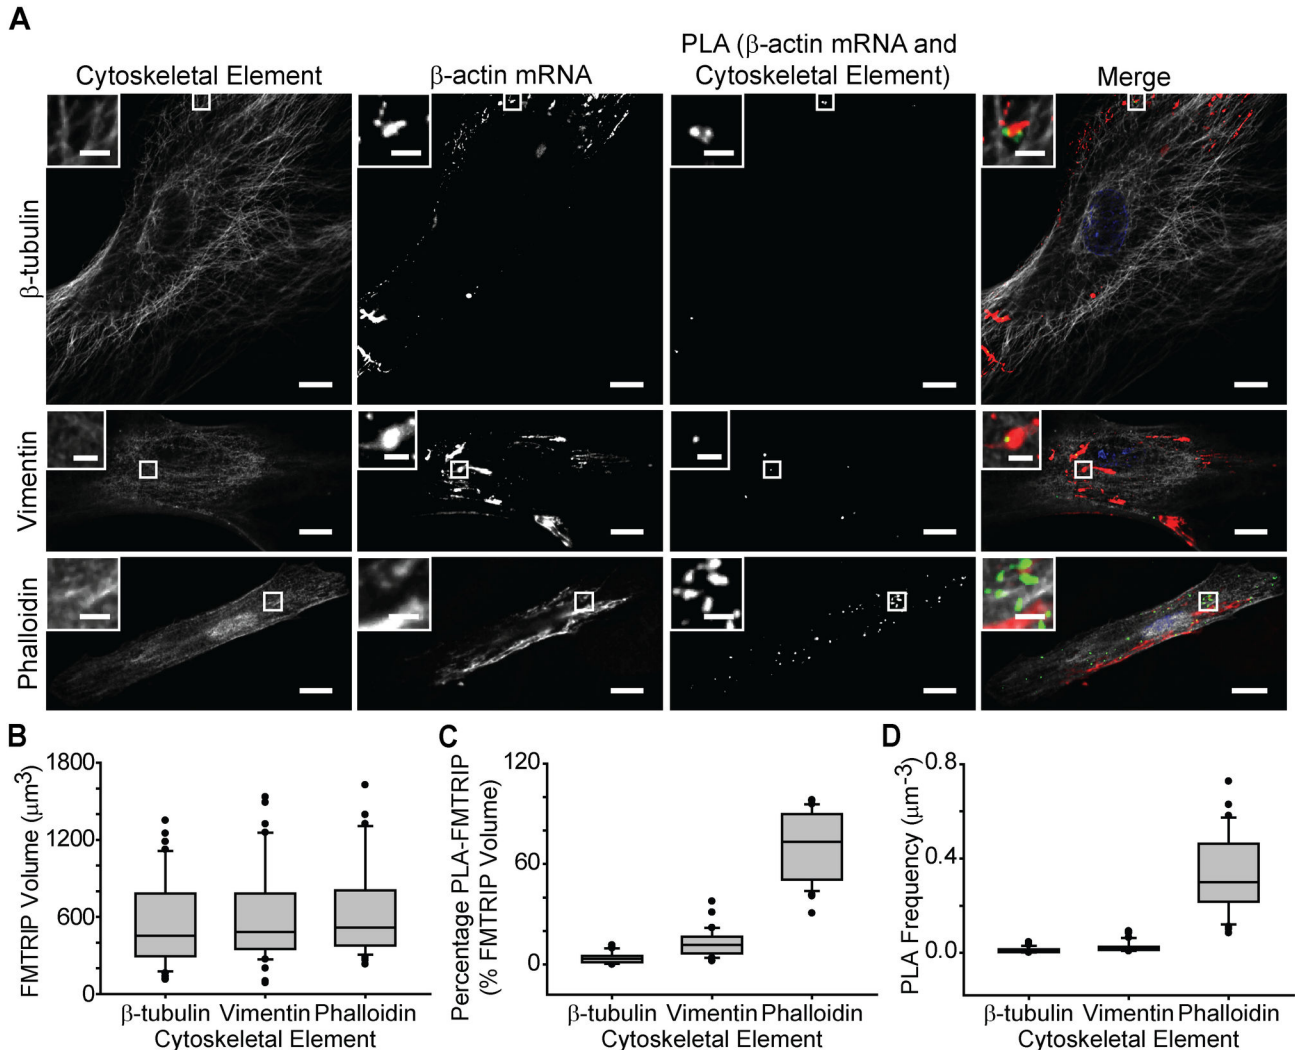 A
Cytoskeletal Element
β-actin mRNA
PLA (β-actin mRNA and
Cytoskeletal Element)
Merge
β-tubulin
Vimentin
Phalloidin
B
FMTRIP Volume (μm3)
1800
1200
600
0
β-tubulin Vimentin Phalloidin
Cytoskeletal Element
C
Percentage PLA-FMTRIP
(% FMTRIP Volume)
120
60
0
β-tubulin Vimentin Phalloidin
Cytoskeletal Element
D
PLA Frequency (μm-3)
0.8
0.4
0.0
β-tubulin Vimentin Phalloidin
Cytoskeletal Element